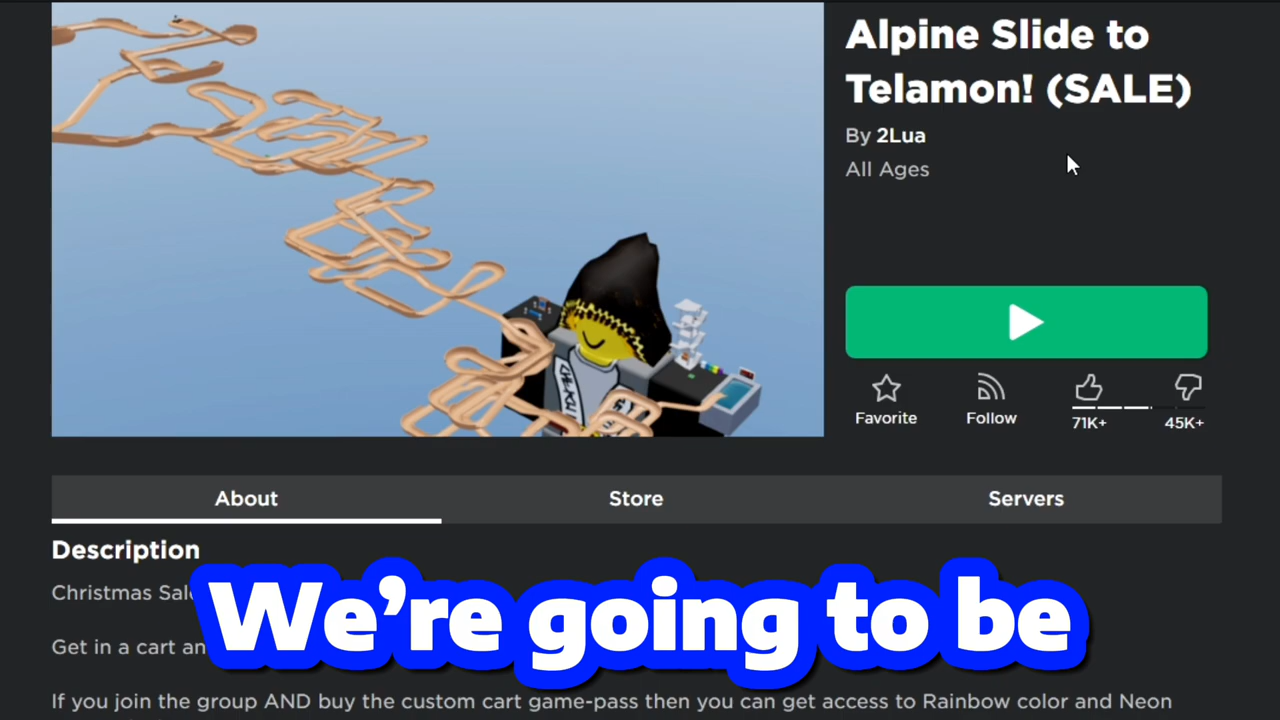 Alpine Slide to
Telamon! (SALE)
By 2Lua
All Ages
Favorite
Follow
71K+
45K+
About
Store
Servers
Description
Christmas Sal
We're going to be
Get in a cart an
If you join the group AND buy the custom cart game-pass then you can get access to Rainbow color and Neon